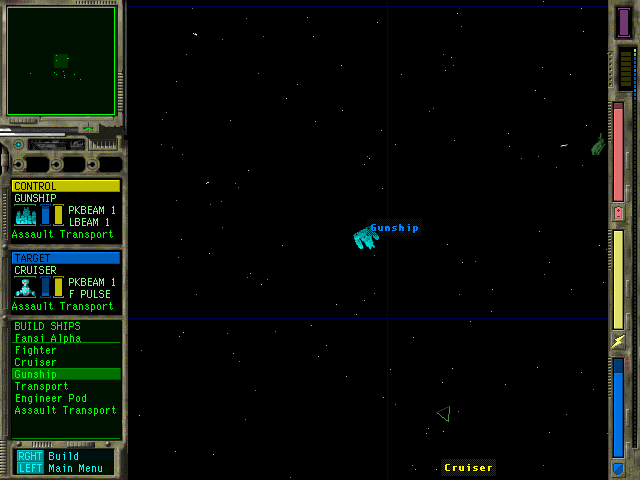 CONTROL
GUNSHIP
PKBEAM 1
LBEAM 1
Assault Transport
TARGET
CRUISER
PKBEAM 1
F PULSE
Assault Transport
BUILD SHIPS
Fansi Alpha
Fighter
Cruiser
Gunship
Transport
Engineer Pod
Assault Transport
RGHT Build
LEFT Main Menu
Gunship
Cruiser